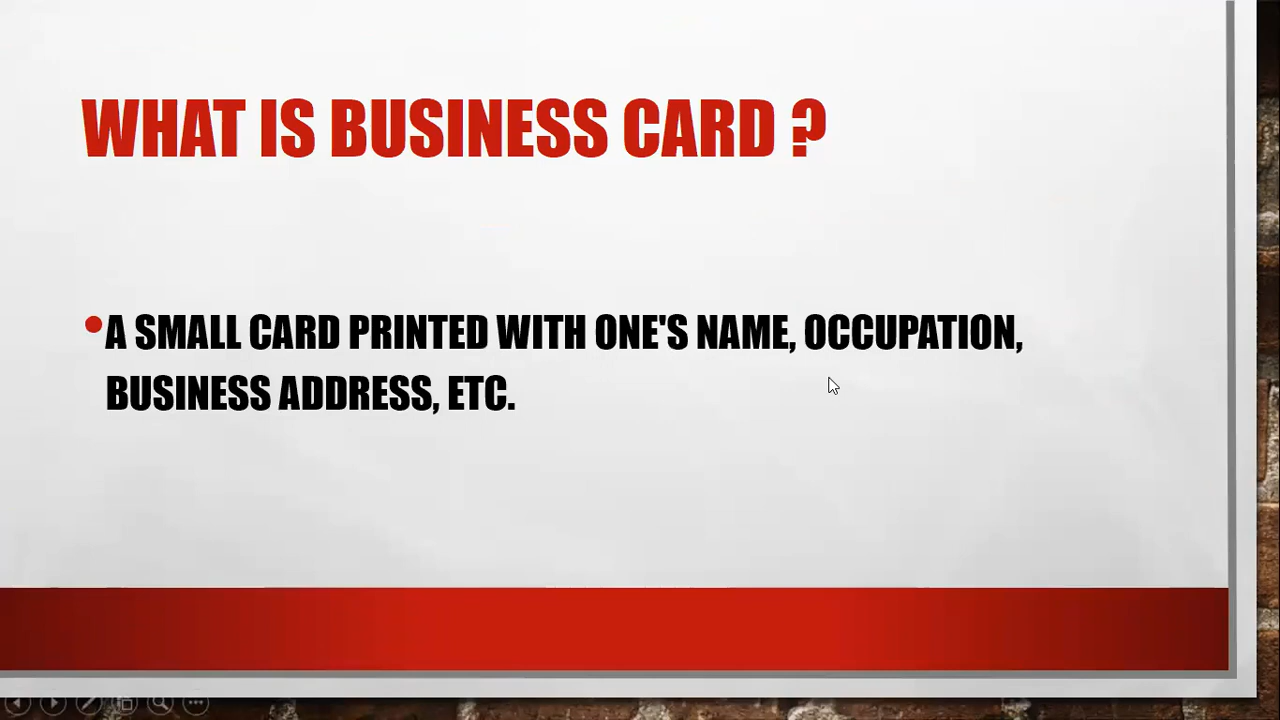 WHAT IS BUSINESS CARD ?
•A SMALL CARD PRINTED WITH ONE'S NAME, OCCUPATION,
BUSINESS ADDRESS, ETC.